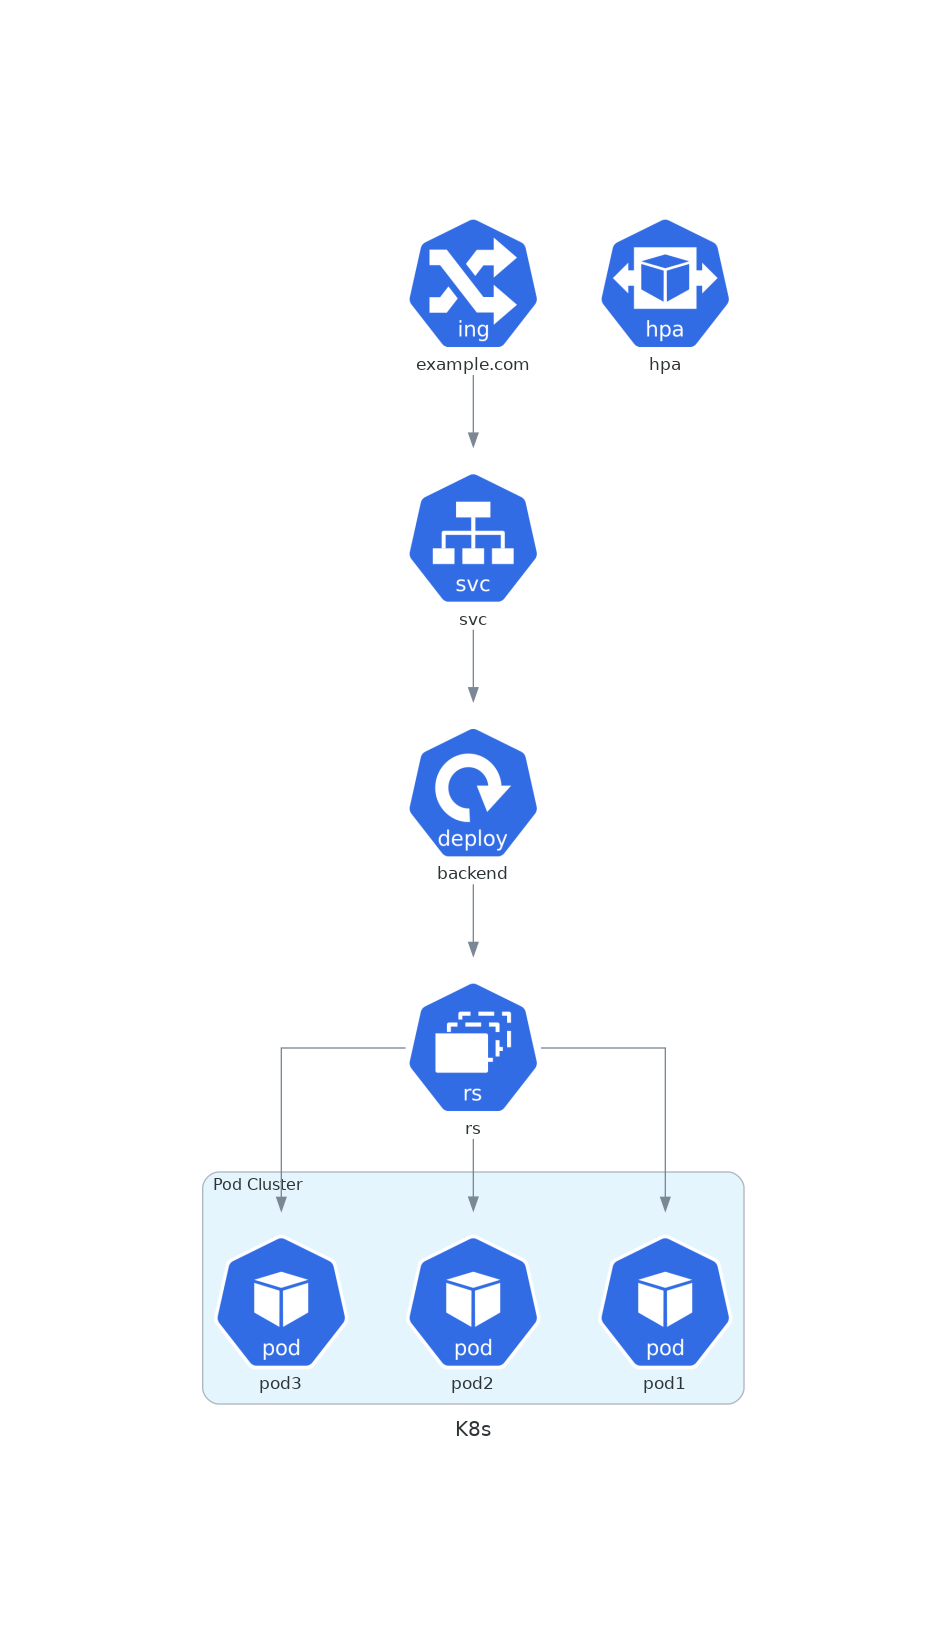 ing
example.com
hpa
hpa
svc
svc
deploy
backend
rs
rs
Pod Cluster
pod
pod3
pod
pod2
pod
pod1
K8s